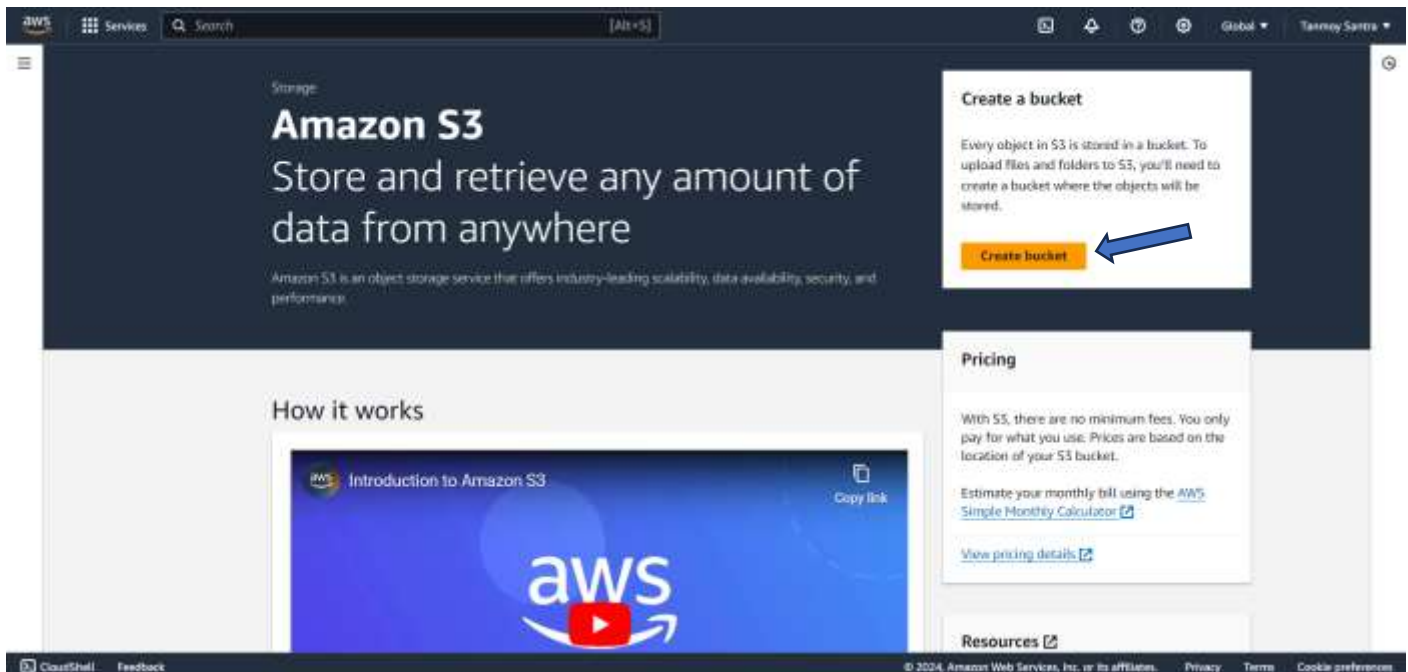 aws
Services
Search
[Alt+S]
Global
Tanmoy Santra
Storage
Amazon S3
Store and retrieve any amount of
data from anywhere
Amazon S3 is an object storage service that offers industry-leading scalability, data availability, security, and
performance.
Create a bucket
Every object in S3 is stored in a bucket. To
upload files and folders to S3, you'll need to
create a bucket where the objects will be
stored.
Create bucket
How it works
aws
Introduction to Amazon S3
Copy link
aws
Pricing
With S3, there are no minimum fees. You only
pay for what you use. Prices are based on the
location of your S3 bucket.
Estimate your monthly bill using the AWS
Simple Monthly Calculator
View pricing details
Resources
CloudShell
Feedback
© 2024, Amazon Web Services, Inc. or its affiliates.
Privacy
Terms
Cookie preferences